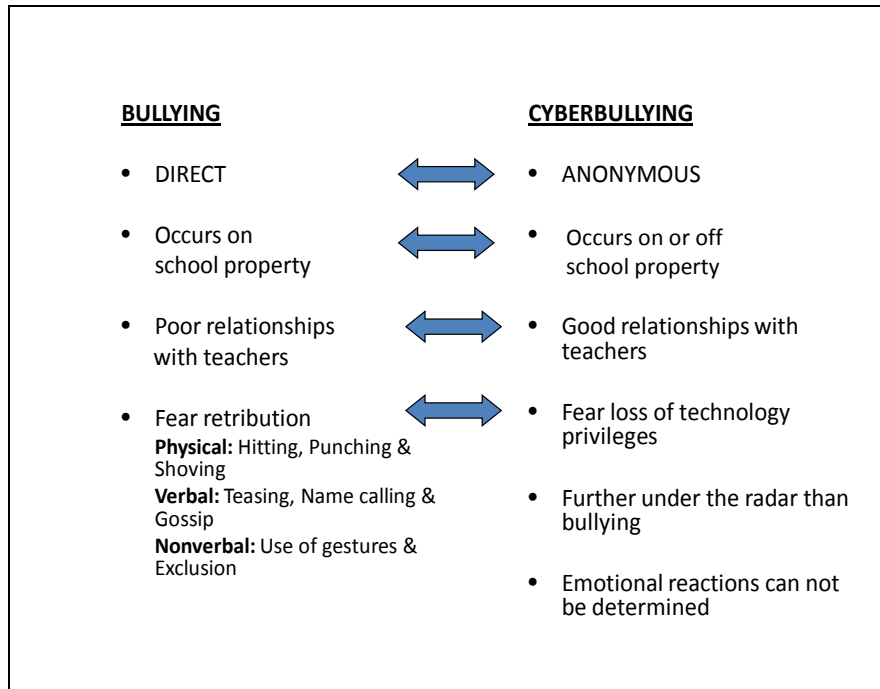 BULLYING
• DIRECT
• Occurs on
school property
• Poor relationships
with teachers
• Fear retribution
Physical: Hitting, Punching &
Shoving
Verbal: Teasing, Name calling &
Gossip
Nonverbal: Use of gestures &
Exclusion
CYBERBULLYING
• ANONYMOUS
• Occurs on or off
school property
• Good relationships with
teachers
• Fear loss of technology
privileges
• Further under the radar than
bullying
• Emotional reactions can not
be determined